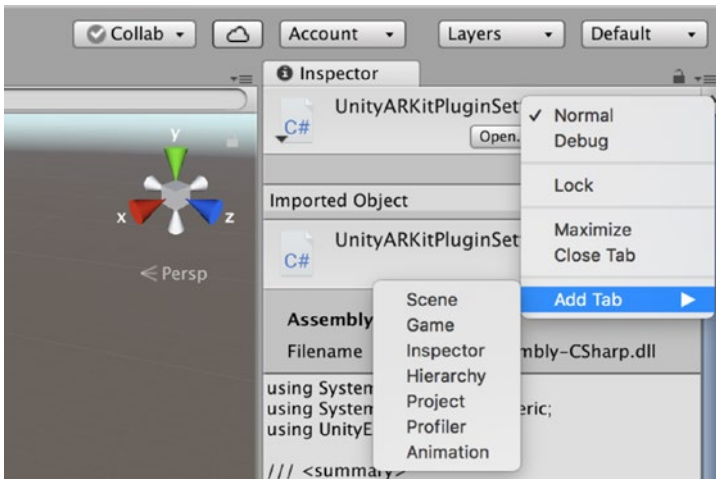 Collab
Account
Layers
Default
Inspector
UnityARKitPluginSet
C#
Open.
Normal
Debug
Lock
Maximize
Close Tab
Add Tab
Imported Object
UnityARKitPluginSet
C#
y
x
z
Persp
Scene
Game
Inspector
Hierarchy
Project
Profiler
Animation
Assembly
Filename
mbly-CSharp.dll
using System
using System
eric;
using UnityE
/// <summary>